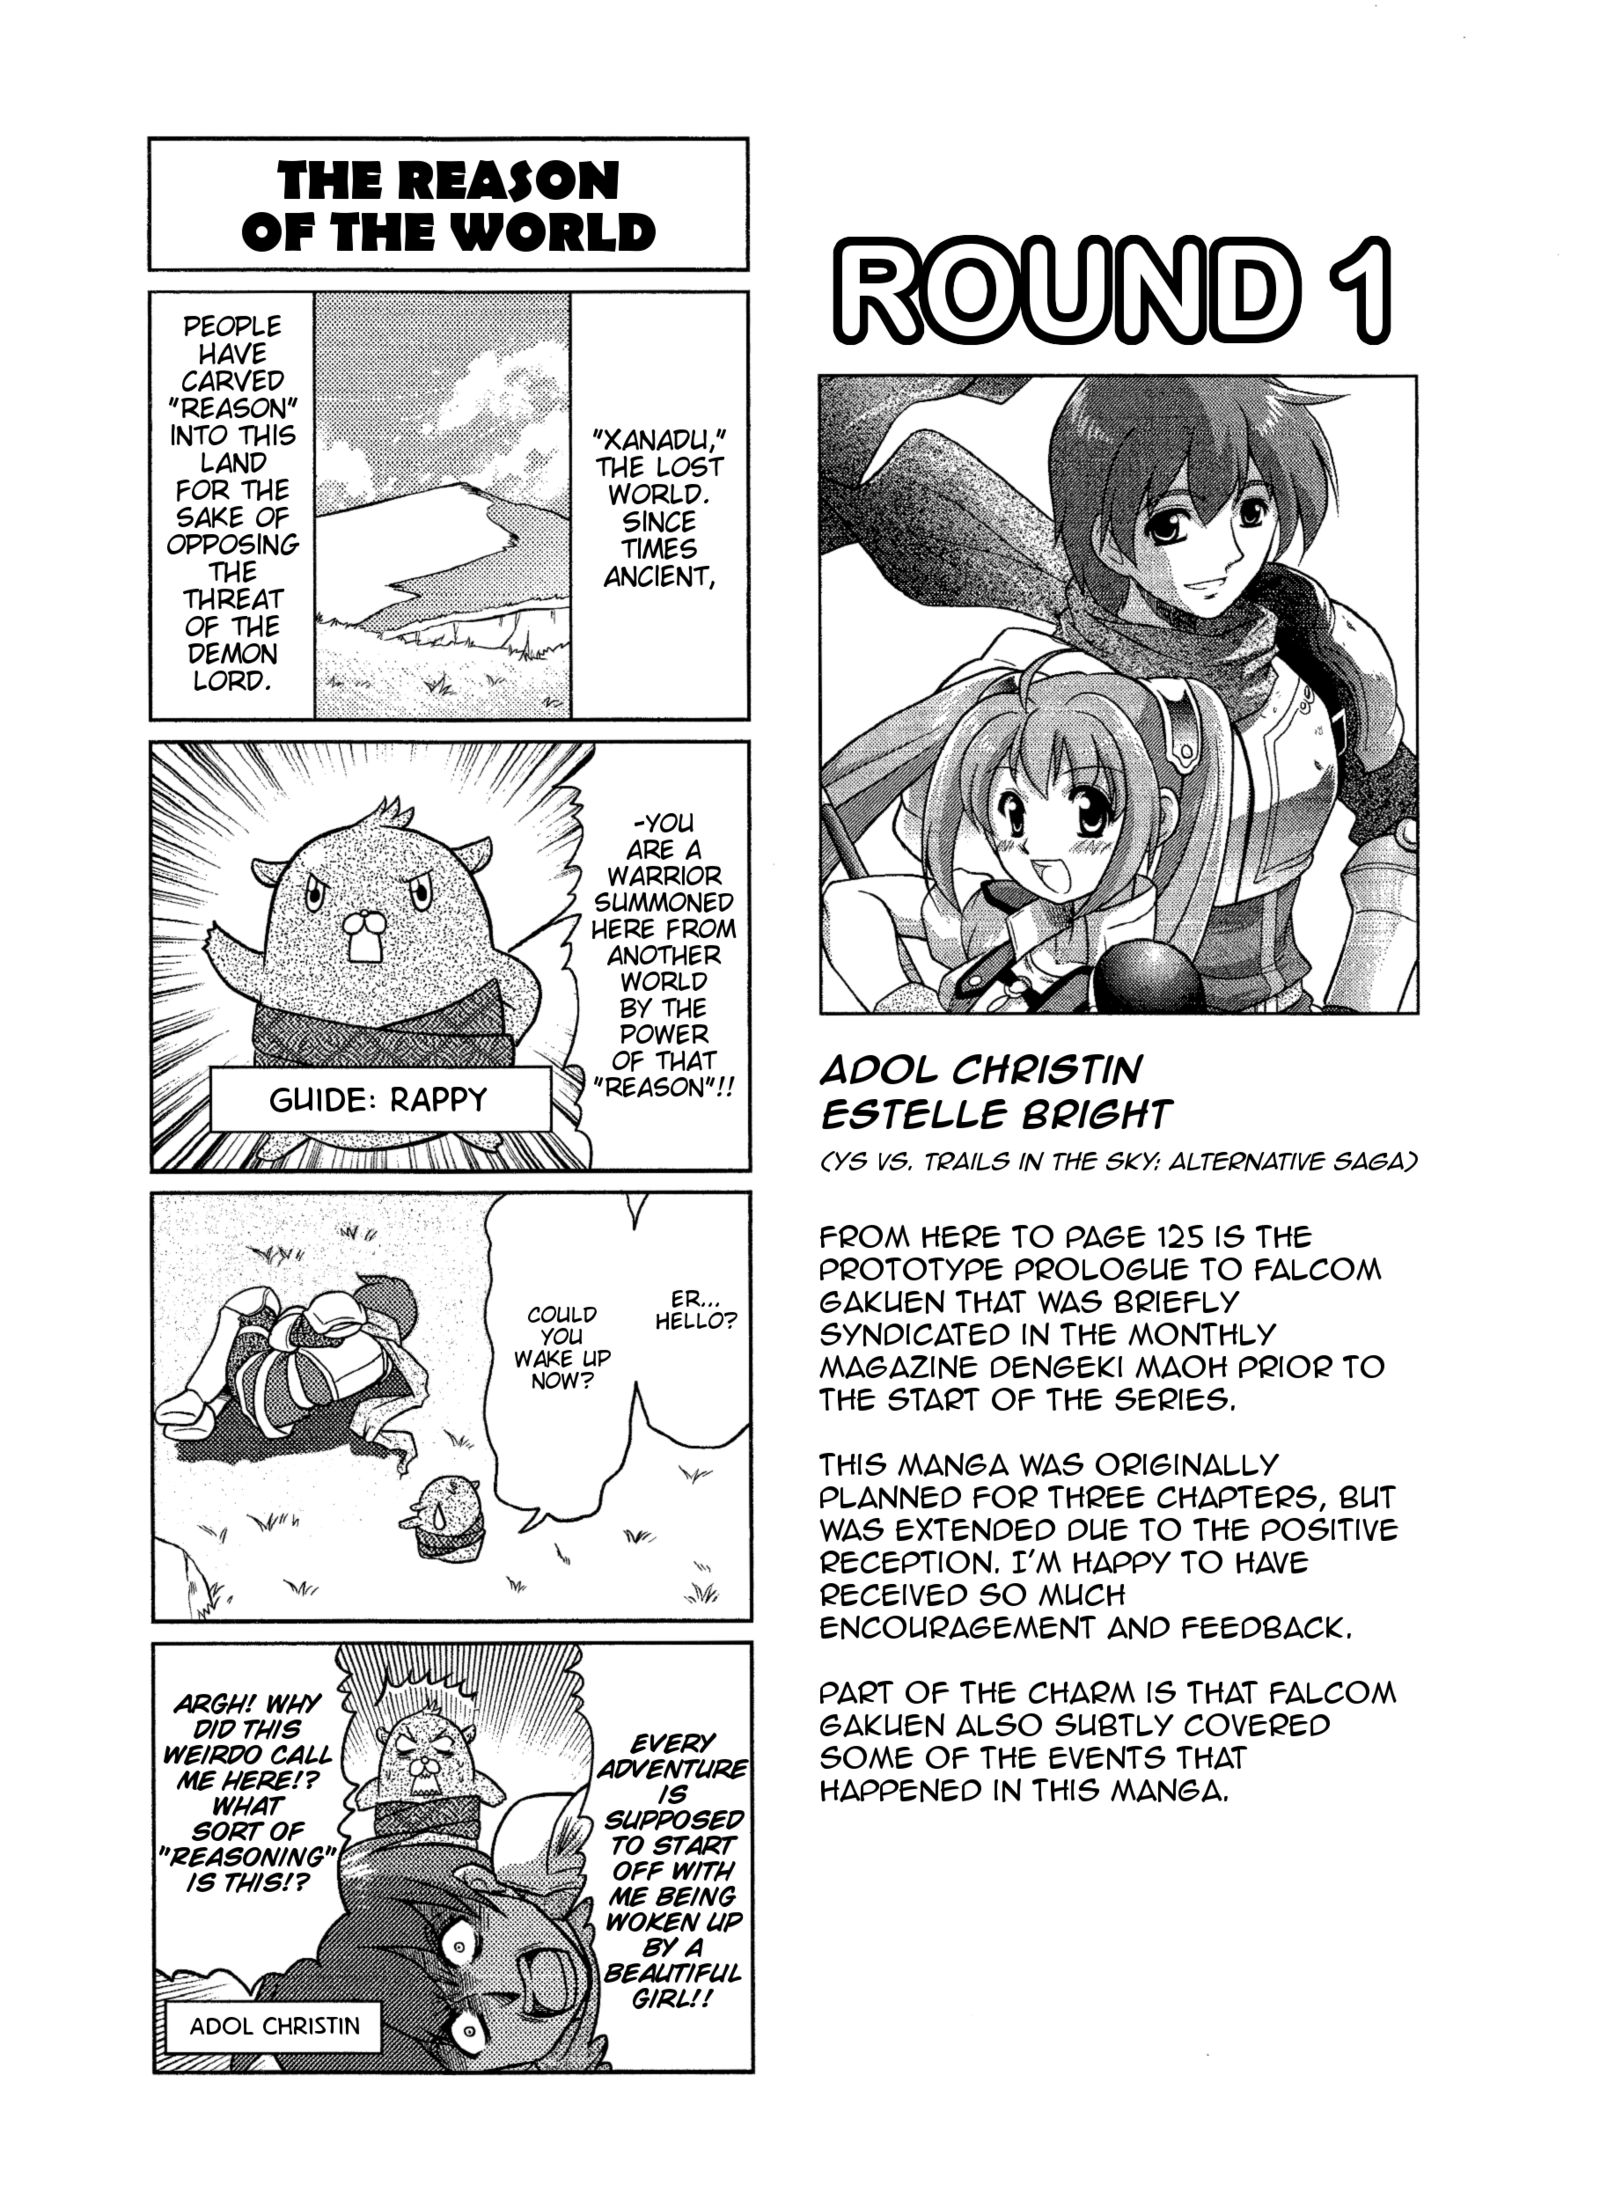 ROUND 1
ADOL CHRISTIN
ESTELLE BRIGHT
(YS VS. TRAILS IN THE SKY: ALTERNATIVE SAGA)
FROM HERE TO PAGE 125 IS THE
PROTOTYPE PROLOGUE TO FALCOM
GAKUEN THAT WAS BRIEFLY
SYNDICATED IN THE MONTHLY
MAGAZINE DENGEKI MAOH PRIOR TO
THE START OF THE SERIES.
THIS MANGA WAS ORIGINALLY
PLANNED FOR THREE CHAPTERS, BUT
WAS EXTENDED DUE TO THE POSITIVE
RECEPTION. I'M HAPPY TO HAVE
RECEIVED SO MUCH
ENCOURAGEMENT AND FEEDBACK.
PART OF THE CHARM IS THAT FALCOM
GAKUEN ALSO SUBTLY COVERED
SOME OF THE EVENTS THAT
HAPPENED IN THIS MANGA.
THE REASON
OF THE WORLD
"XANADU,"
THE LOST
WORLD.
SINCE
TIMES
ANCIENT,
PEOPLE
HAVE
CARVED
"REASON"
INTO THIS
LAND
FOR THE
SAKE OF
OPPOSING
THE
THREAT
OF THE
DEMON
LORD.
-YOU
ARE A
WARRIOR
SUMMONED
HERE FROM
ANOTHER
WORLD
BY THE
POWER
OF THAT
"REASON"!!
GUIDE: RAPPY
ER...
HELLO?
COULD
YOU
WAKE UP
NOW?
EVERY
ADVENTURE
IS
SUPPOSED
TO START
OFF WITH
ME BEING
WOKEN UP
BY A
BEAUTIFUL
GIRL!!
ARGH! WHY
DID THIS
WEIRDO CALL
ME HERE!?
WHAT
SORT OF
"REASONING"
IS THIS!?
ADOL CHRISTIN